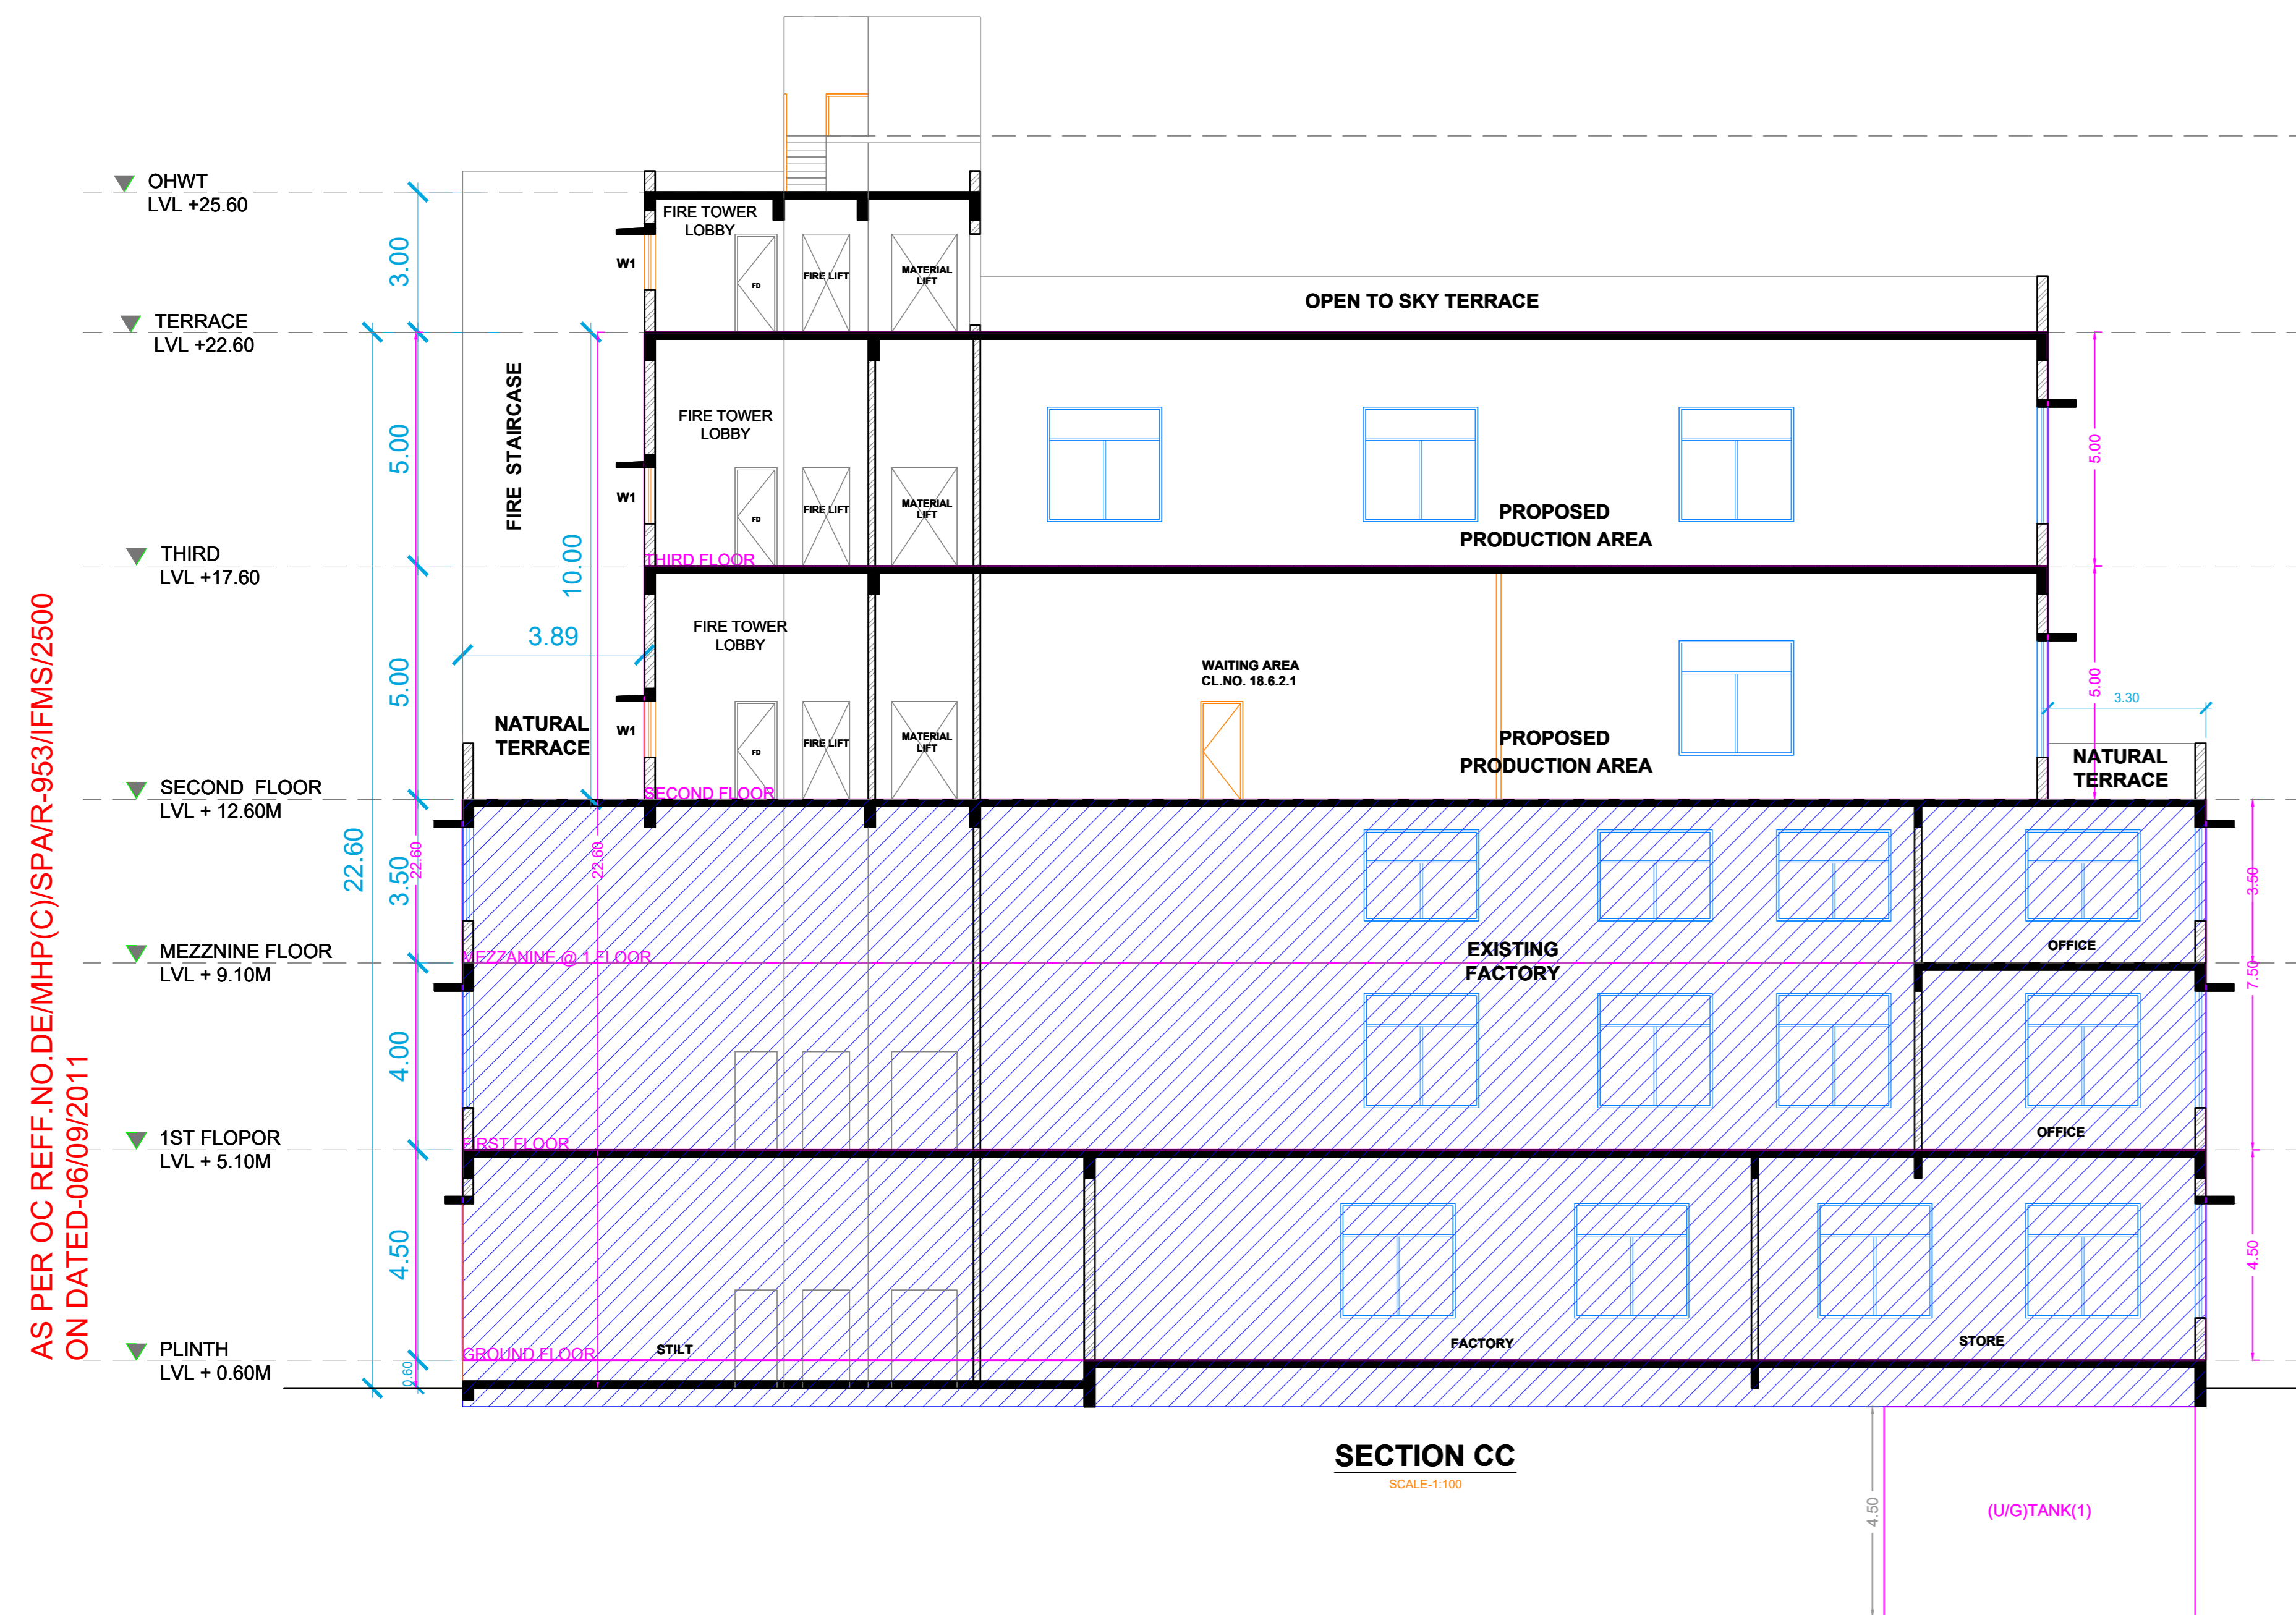 OHWT
LVL +25.60
3.00
FIRE TOWER
LOBBY
W1
FD
FIRE LIFT
MATERIAL
LIFT
OPEN TO SKY TERRACE
TERRACE
LVL +22.60
5.00
FIRE STAIRCASE
FIRE TOWER
LOBBY
W1
FD
FIRE LIFT
MATERIAL
LIFT
PROPOSED
PRODUCTION AREA
5.00
THIRD
LVL +17.60
THIRD FLOOR
10.00
3.89
5.00
FIRE TOWER
LOBBY
NATURAL
TERRACE
W1
FD
FIRE LIFT
MATERIAL
LIFT
WAITING AREA
CL.NO. 18.6.2.1
PROPOSED
PRODUCTION AREA
5.00
3.30
NATURAL
TERRACE
SECOND  FLOOR
LVL + 12.60M
SECOND FLOOR
22.60
3.50
22.60
22.60
EXISTING
FACTORY
OFFICE
3.50
MEZZNINE FLOOR
LVL + 9.10M
MEZZANINE @ 1 FLOOR
7.50
4.00
OFFICE
1ST FLOPOR
LVL + 5.10M
FIRST FLOOR
4.50
4.50
STILT
FACTORY
STORE
PLINTH
LVL + 0.60M
GROUND FLOOR
0.60
AS PER OC REFF.NO.DE/MHP(C)/SPA/R-953/IFMS/2500
ON DATED-06/09/2011
SECTION CC
SCALE-1:100
4.50
(U/G)TANK(1)